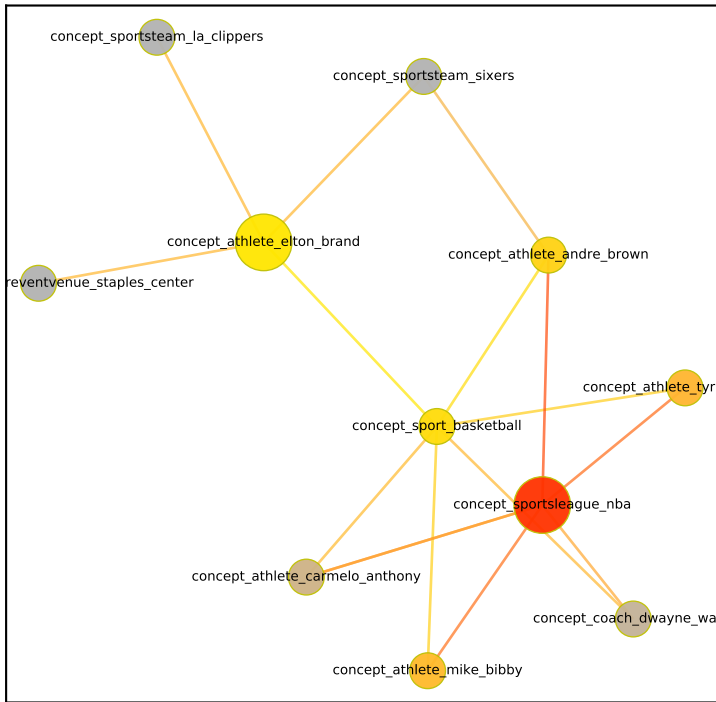 concept_sportsteam_la_clippers
concept_sportsteam_sixers
concept_athlete_elton_brand
concept_athlete_andre_brown
reventvenue_staples_center
concept_athlete_tyr
concept_sport_basketball
concept_sportsleague_nba
concept_athlete_carmelo_anthony
concept_coach_dwayne_wa
concept_athlete_mike_bibby